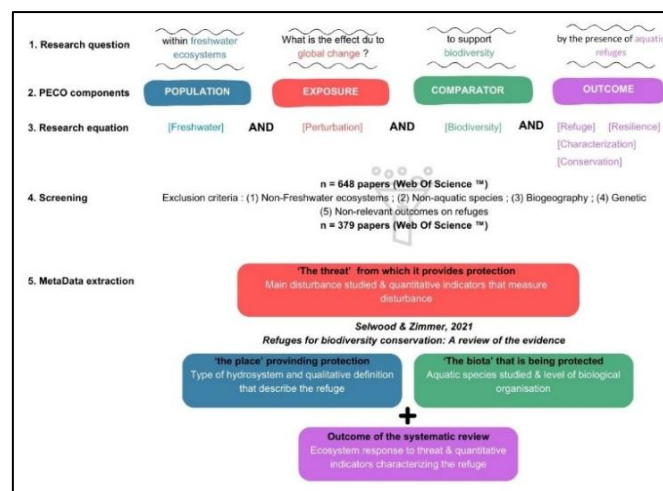 1. Research question
within freshwater ecosystems
What is the effect du to global change ?
to support biodiversity
by the presence of aquatic refuges
2. PECO components
POPULATION
EXPOSURE
COMPARATOR
OUTCOME
3. Research equation
[Freshwater] AND [Perturbation] AND [Biodiversity] AND [Refuge] [Resilience]
[Characterization]
[Conservation]
n = 648 papers (Web Of Science ™)
4. Screening
Exclusion criteria : (1) Non-Freshwater ecosystems ; (2) Non-aquatic species ; (3) Biogeography ; (4) Genetic
(5) Non-relevant outcomes on refuges
n = 379 papers (Web Of Science ™)
5. MetaData extraction
'The threat' from which it provides protection
Main disturbance studied & quantitative indicators that measure
disturbance
Selwood & Zimmer, 2021
Refuges for biodiversity conservation: A review of the evidence
'the place' provinding protection
Type of hydrosystem and qualitative definition
that describe the refuge
'The biota' that is being protected
Aquatic species studied & level of biological
organisation
+
Outcome of the systematic review
Ecosystem response to threat & quantitative
indicators characterizing the refuge